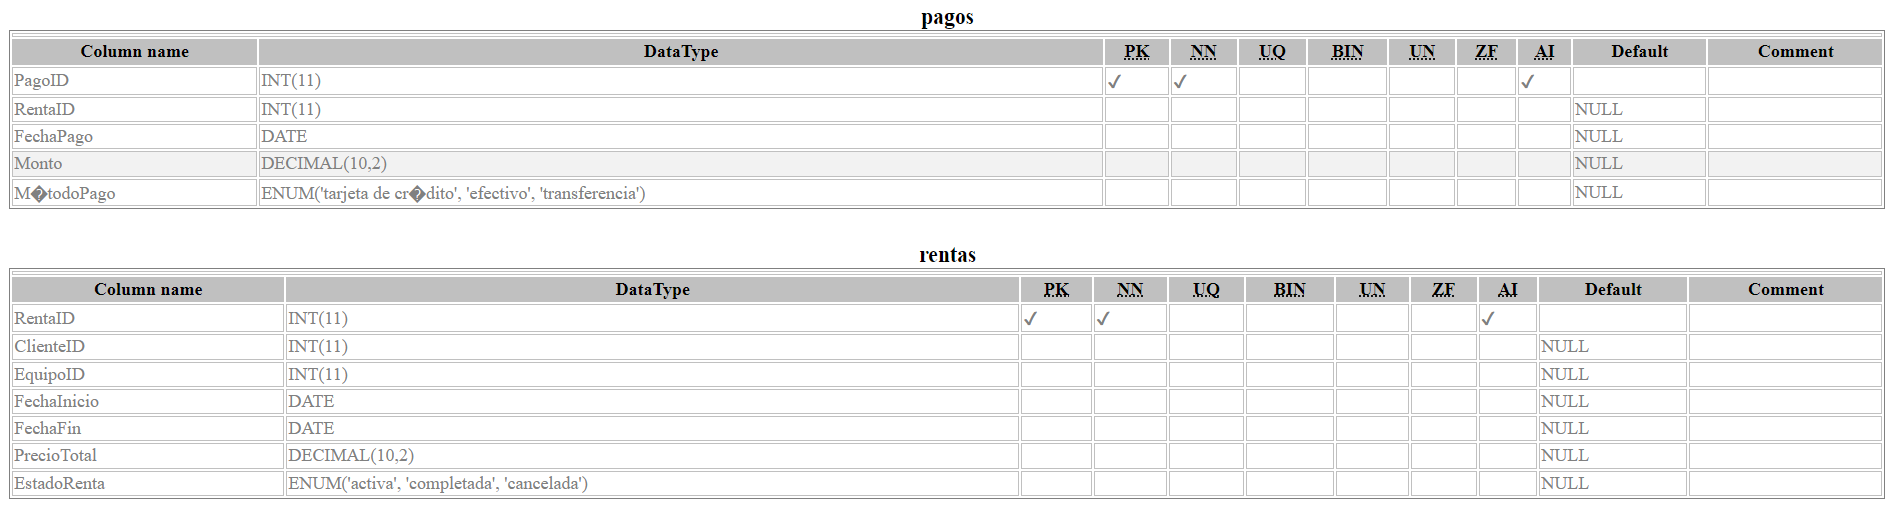 pagos
Column name DataType PK NN UQ BIN UN ZF AI Default Comment
PagoID INT(11) ✓ ✓ ✓
RentaID INT(11) NULL
FechaPago DATE NULL
Monto DECIMAL(10,2) NULL
M�todoPago ENUM('tarjeta de cr�dito', 'efectivo', 'transferencia') NULL
rentas
Column name DataType PK NN UQ BIN UN ZF AI Default Comment
RentaID INT(11) ✓ ✓ ✓
ClienteID INT(11) NULL
EquipoID INT(11) NULL
FechaInicio DATE NULL
FechaFin DATE NULL
PrecioTotal DECIMAL(10,2) NULL
EstadoRenta ENUM('activa', 'completada', 'cancelada') NULL